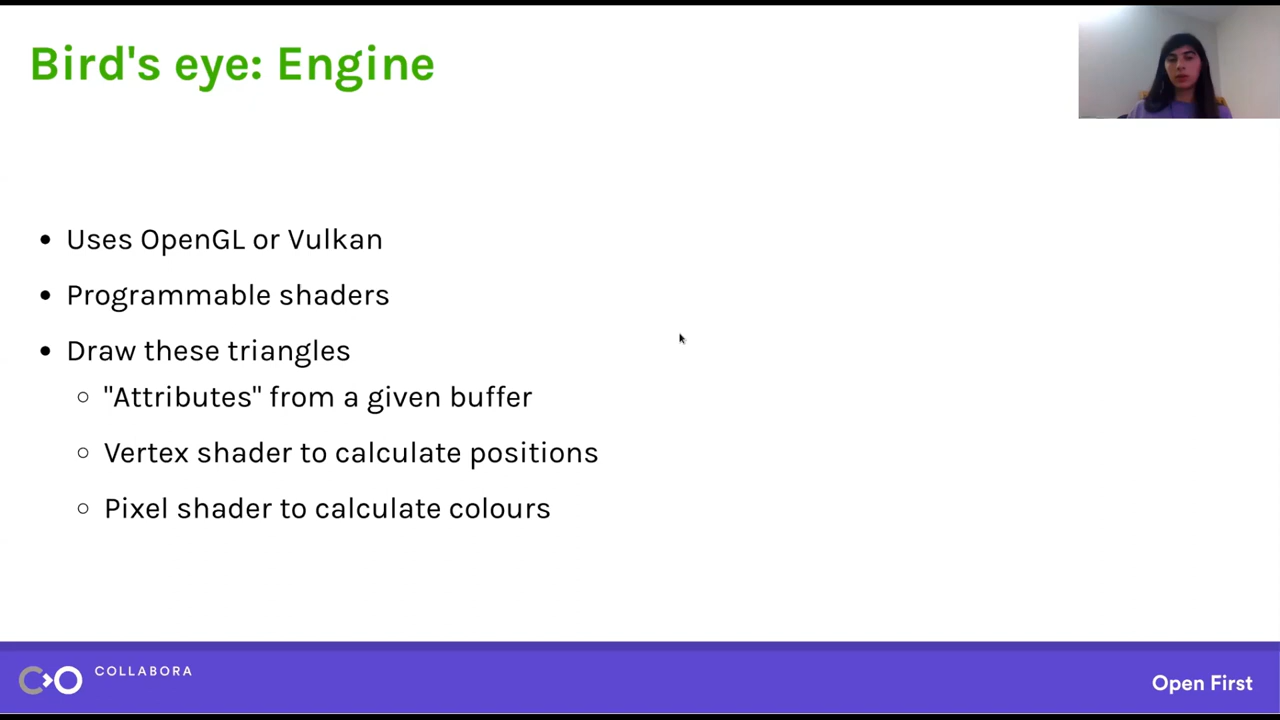 Bird's eye: Engine
Uses OpenGL or Vulkan
Programmable shaders
Draw these triangles
"Attributes" from a given buffer
Vertex shader to calculate positions
Pixel shader to calculate colours
COLLABORA
Open First